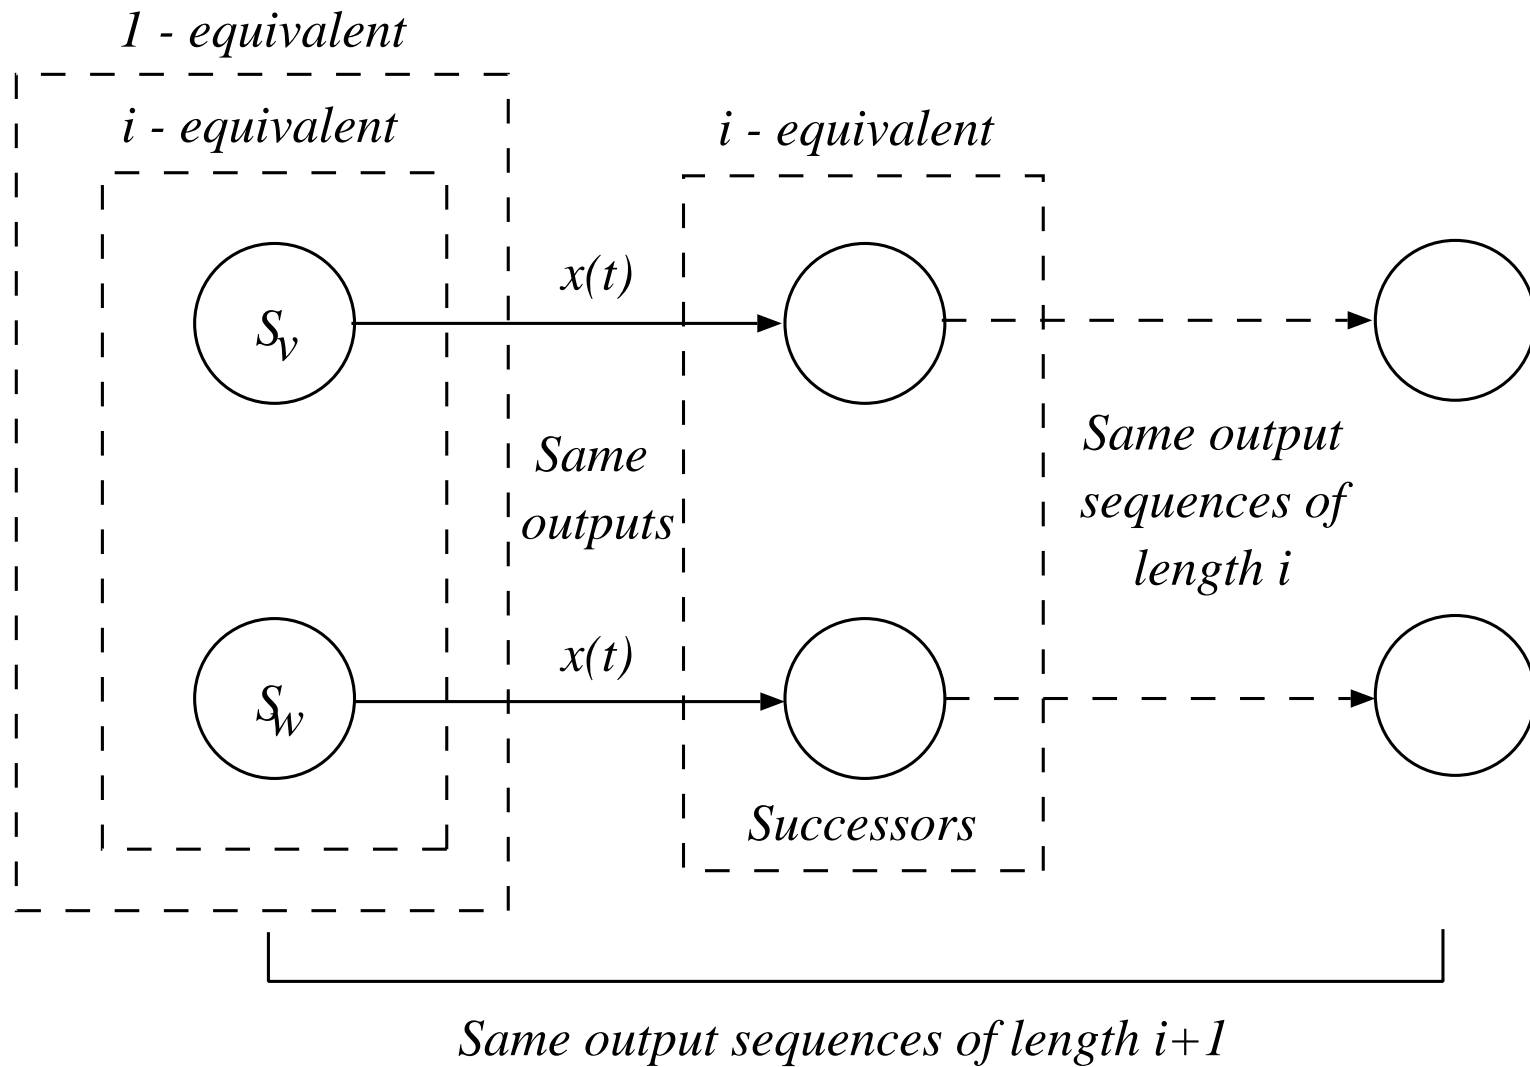 1 - equivalent
i - equivalent
i - equivalent
x(t)
Sv
Same
outputs
Same output
sequences of
length i
x(t)
Sw
Successors
Same output sequences of length i+1